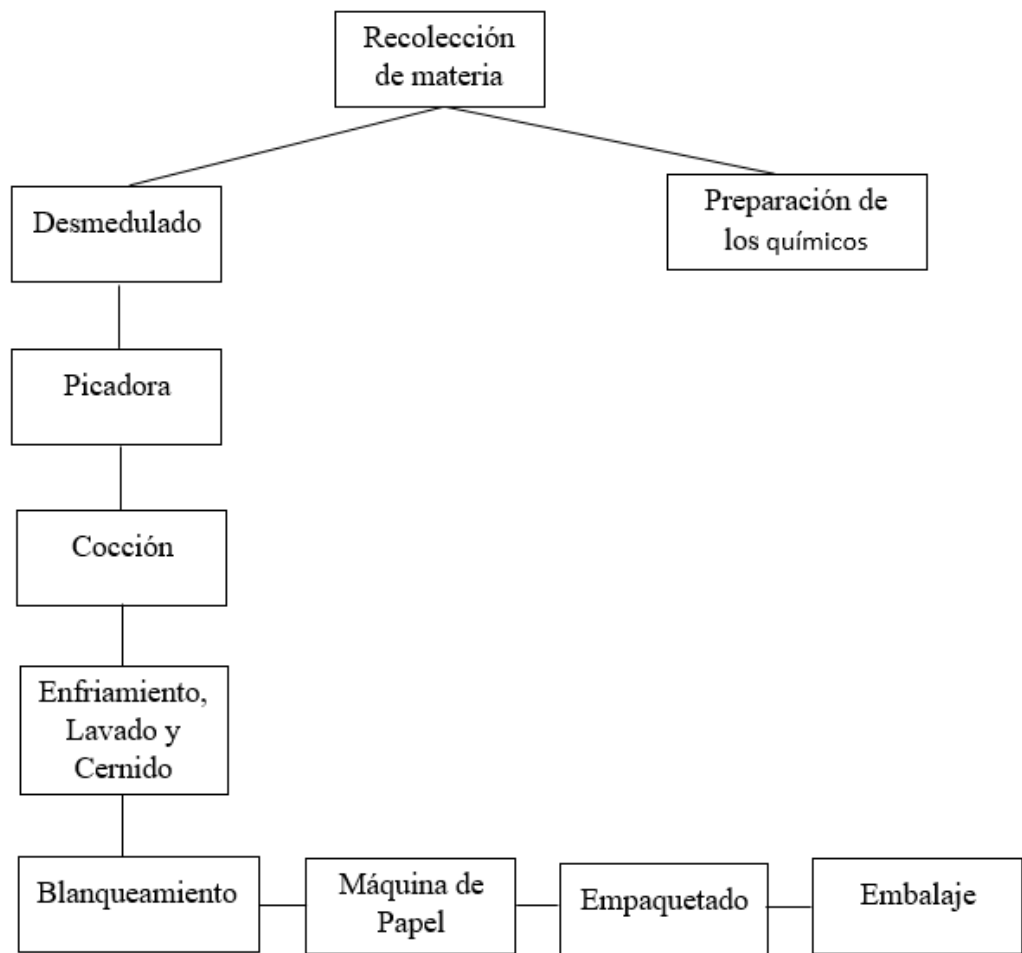 Recolección
de materia
Desmedulado
Preparación de
los químicos
Picadora
Cocción
Enfriamiento,
Lavado y
Cernido
Blanqueamiento
Máquina de
Papel
Empaquetado
Embalaje